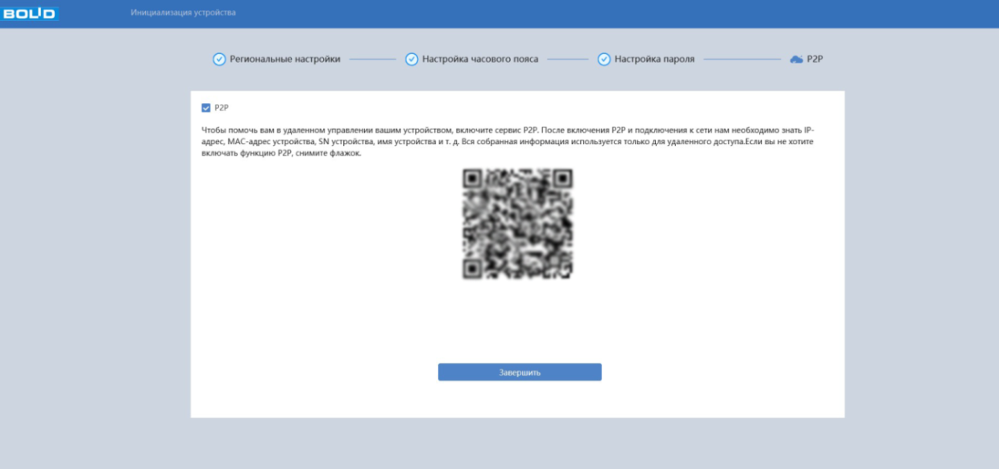 BOLID
Инициализация устройства
Региональные настройки
Настройка часового пояса
Настройка пароля
P2P
P2P
Чтобы помочь вам в удаленном управлении вашим устройством, включите сервис P2P. После включения P2P и подключения к сети нам необходимо знать IP-
адрес, MAC-адрес устройства, SN устройства, имя устройства и т. д. Вся собранная информация используется только для удаленного доступа.Если вы не хотите
включать функцию P2P, снимите флажок.
Завершить